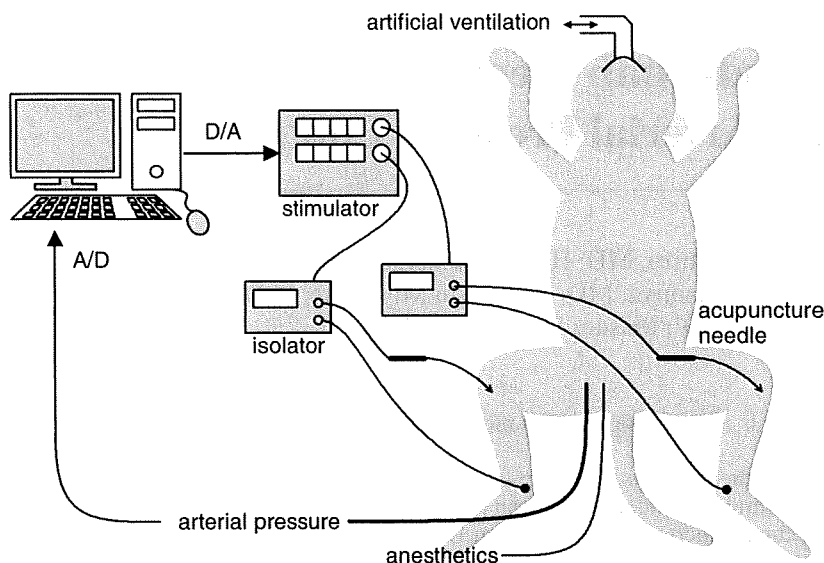 artificial ventilation
D/A
stimulator
A/D
isolator
acupuncture
needle
arterial pressure
anesthetics